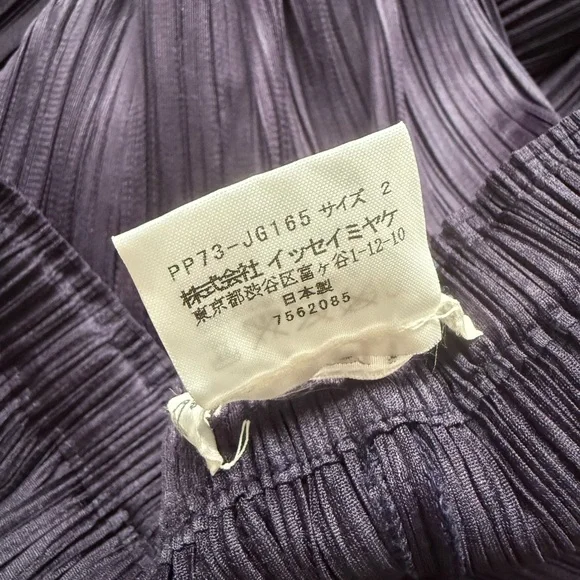 PP73-JG165 サイズ 2
株式会社 イッセイミヤケ
東京都渋谷区富ヶ谷1-12-10
日本製
7562085